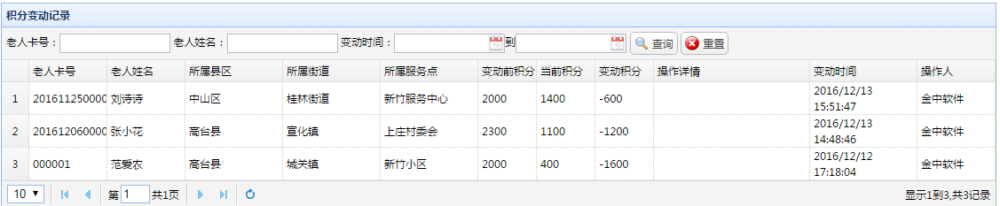 积分变动记录
老人卡号： 老人姓名： 变动时间： 到 查询 重置
老人卡号 老人姓名 所属县区 所属街道 所属服务点 变动前积分 当前积分 变动积分 操作详情 变动时间 操作人
1 201611250000 刘诗诗 中山区 桂林街道 新竹服务中心 2000 1400 -600 2016/12/13 15:51:47 金中软件
2 201612060000 张小花 高台县 宣化镇 上庄村委会 2300 1100 -1200 2016/12/13 14:48:46 金中软件
3 000001 范爱农 高台县 城关镇 新竹小区 2000 400 -1600 2016/12/12 17:18:04 金中软件
10 第 1 共1页 显示1到3,共3记录